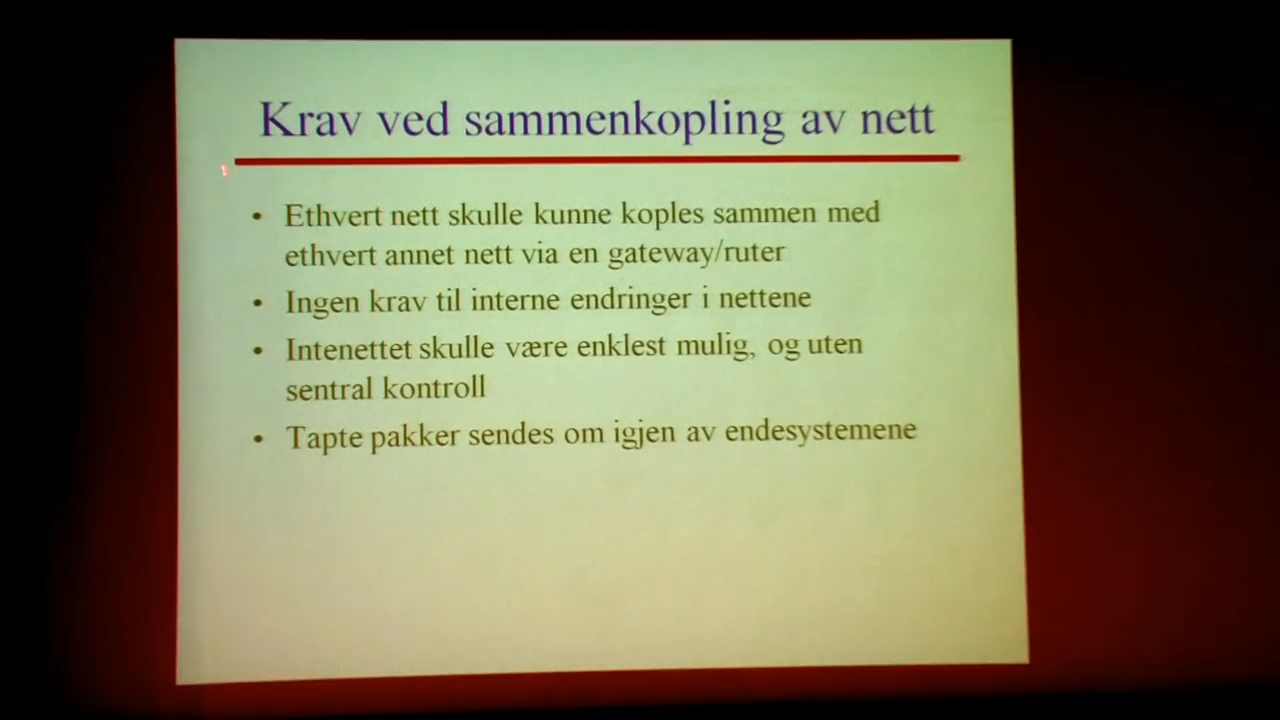 Krav ved sammenkopling av nett
• Ethvert nett skulle kunne koples sammen med
ethvert annet nett via en gateway/ruter
• Ingen krav til interne endringer i nettene
• Intenettet skulle være enklest mulig, og uten
sentral kontroll
• Tapte pakker sendes om igjen av endesystemene